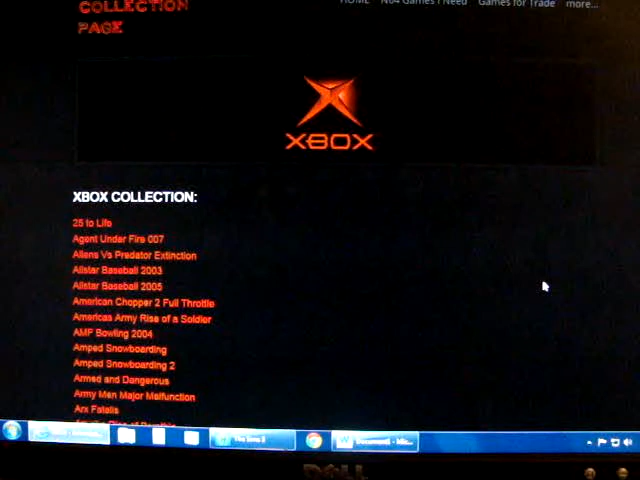 COLLECTION
PAGE
HOME N64 Games I Need Games for Trade more...
XBOX
XBOX COLLECTION:
25 to Life
Agent Under Fire 007
Aliens Vs Predator Extinction
Allstar Baseball 2003
Allstar Baseball 2005
American Chopper 2 Full Throttle
Americas Army Rise of a Soldier
AMF Bowling 2004
Amped Snowboarding
Amped Snowboarding 2
Armed and Dangerous
Army Men Major Malfunction
Arx Fatalis
DELL